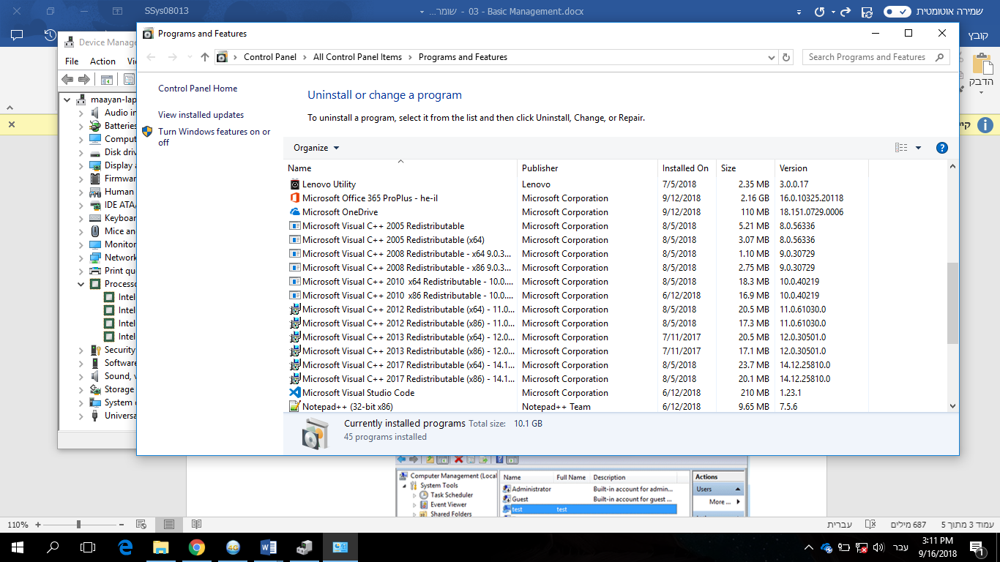 SSys08013
שומר... - 03 - Basic Management.docx
שמירה אוטומטית
קובץ
הדבק
Device Manage
File Action Vi
maayan-lap
Audio in
Batteries
Comput
Disk driv
Display a
Firmwar
Human
IDE ATA/
Keyboar
Mice an
Monitor
Network
Print qu
Processo
Intel
Intel
Intel
Intel
Security
Software
Sound, v
Storage
System d
Universa
Programs and Features
Control Panel All Control Panel Items Programs and Features
Search Programs and Features
Control Panel Home
View installed updates
Turn Windows features on or
off
Uninstall or change a program
To uninstall a program, select it from the list and then click Uninstall, Change, or Repair.
Organize
Name Publisher Installed On Size Version
Lenovo Utility Lenovo 7/5/2018 2.35 MB 3.0.0.17
Microsoft Office 365 ProPlus - he-il Microsoft Corporation 9/12/2018 2.16 GB 16.0.10325.20118
Microsoft OneDrive Microsoft Corporation 9/12/2018 110 MB 18.151.0729.0006
Microsoft Visual C++ 2005 Redistributable Microsoft Corporation 8/5/2018 5.21 MB 8.0.56336
Microsoft Visual C++ 2005 Redistributable (x64) Microsoft Corporation 8/5/2018 3.07 MB 8.0.56336
Microsoft Visual C++ 2008 Redistributable - x64 9.0.3... Microsoft Corporation 8/5/2018 1.10 MB 9.0.30729
Microsoft Visual C++ 2008 Redistributable - x86 9.0.3... Microsoft Corporation 8/5/2018 2.75 MB 9.0.30729
Microsoft Visual C++ 2010 x64 Redistributable - 10.0.... Microsoft Corporation 8/5/2018 18.3 MB 10.0.40219
Microsoft Visual C++ 2010 x86 Redistributable - 10.0.... Microsoft Corporation 6/12/2018 16.9 MB 10.0.40219
Microsoft Visual C++ 2012 Redistributable (x64) - 11.0... Microsoft Corporation 8/5/2018 20.5 MB 11.0.61030.0
Microsoft Visual C++ 2012 Redistributable (x86) - 11.0... Microsoft Corporation 8/5/2018 17.3 MB 11.0.61030.0
Microsoft Visual C++ 2013 Redistributable (x64) - 12.0... Microsoft Corporation 7/11/2017 20.5 MB 12.0.30501.0
Microsoft Visual C++ 2013 Redistributable (x86) - 12.0... Microsoft Corporation 7/11/2017 17.1 MB 12.0.30501.0
Microsoft Visual C++ 2017 Redistributable (x64) - 14.1... Microsoft Corporation 8/5/2018 23.7 MB 14.12.25810.0
Microsoft Visual C++ 2017 Redistributable (x86) - 14.1... Microsoft Corporation 8/5/2018 20.1 MB 14.12.25810.0
Microsoft Visual Studio Code Microsoft Corporation 6/12/2018 210 MB 1.23.1
Notepad++ (32-bit x86) Notepad++ Team 6/12/2018 9.65 MB 7.5.6
Currently installed programs Total size: 10.1 GB
45 programs installed
קי
Computer Management (Local
System Tools
Task Scheduler
Event Viewer
Shared Folders
Name Full Name Description
Administrator Built-in account for admin...
Guest Built-in account for guest ...
test test
Actions
Users
More ...
110%
עמוד 3 מתוך 5 687 מילים עברית
עבר
3:11 PM
9/16/2018
1